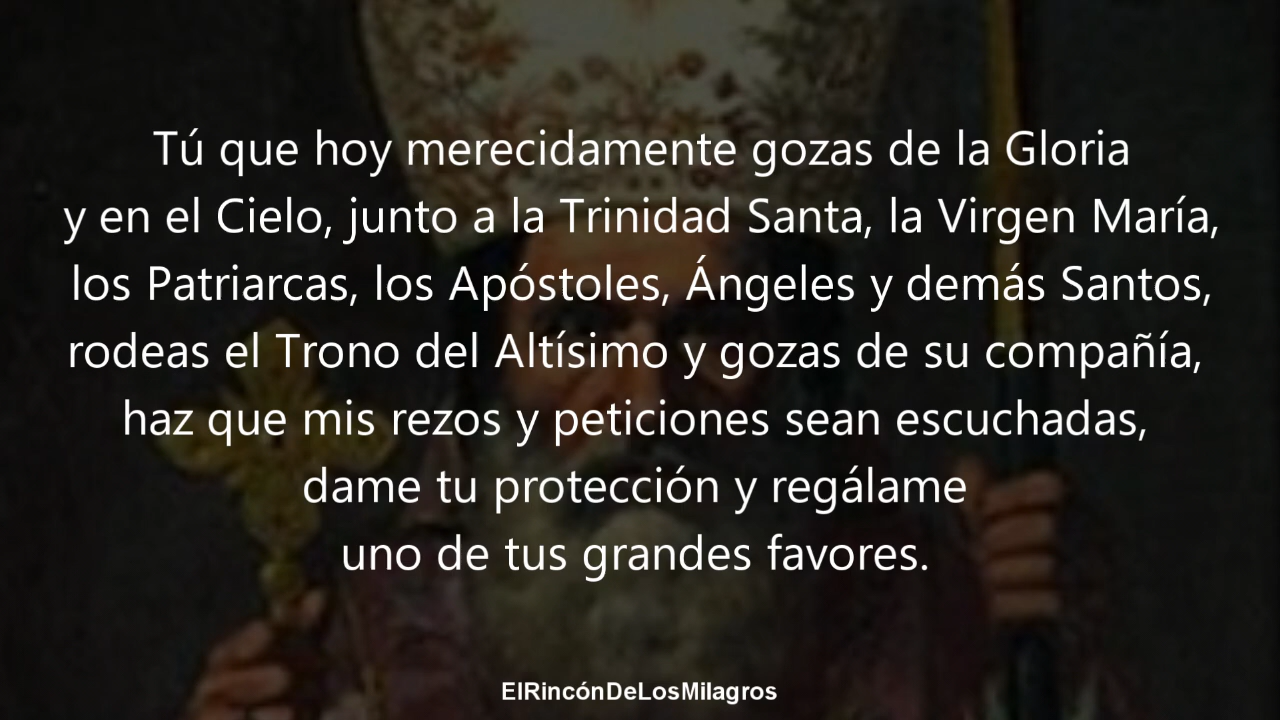 Tú que hoy merecidamente gozas de la Gloria
y en el Cielo, junto a la Trinidad Santa, la Virgen María,
los Patriarcas, los Apóstoles, Ángeles y demás Santos,
rodeas el Trono del Altísimo y gozas de su compañía,
haz que mis rezos y peticiones sean escuchadas,
dame tu protección y regálame
uno de tus grandes favores.
ElRincónDeLosMilagros